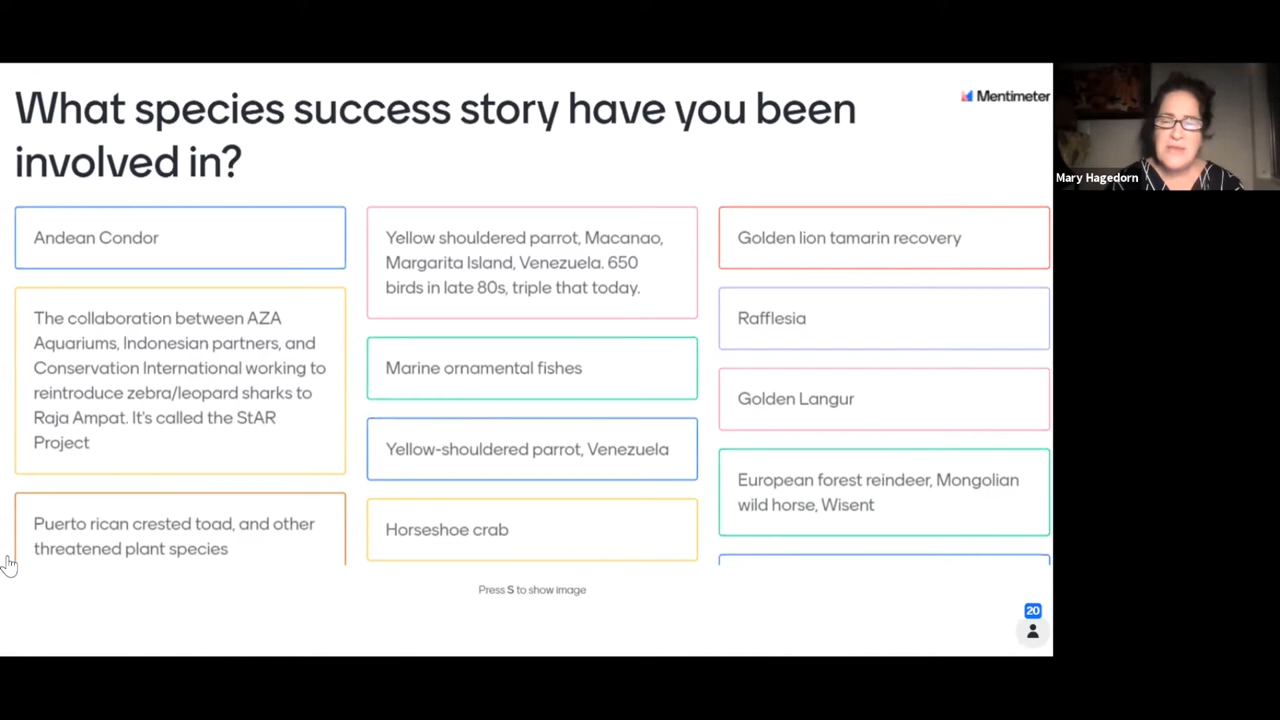 What species success story have you been
involved in?
Mentimeter
Mary Hagedorn
Andean Condor
The collaboration between AZA
Aquariums, Indonesian partners, and
Conservation International working to
reintroduce zebra/leopard sharks to
Raja Ampat. It's called the StAR
Project
Puerto rican crested toad, and other
threatened plant species
Yellow shouldered parrot, Macanao,
Margarita Island, Venezuela. 650
birds in late 80s, triple that today.
Marine ornamental fishes
Yellow-shouldered parrot, Venezuela
Horseshoe crab
Golden lion tamarin recovery
Rafflesia
Golden Langur
European forest reindeer, Mongolian
wild horse, Wisent
Press S to show image
20